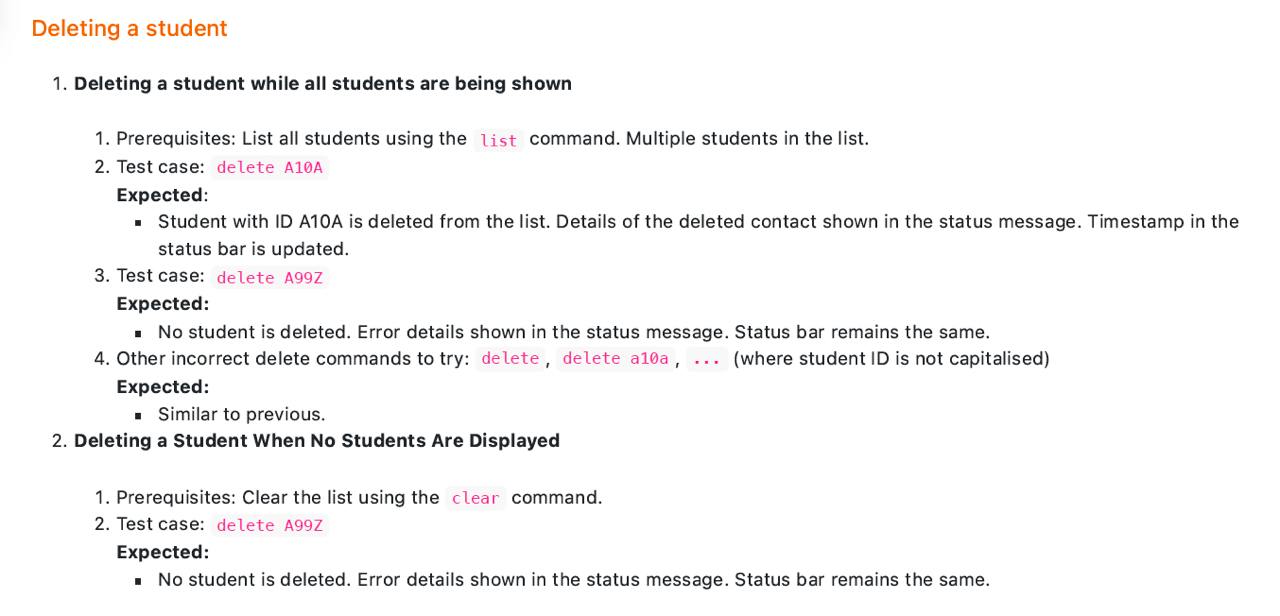 Deleting a student
1. Deleting a student while all students are being shown
1. Prerequisites: List all students using the list command. Multiple students in the list.
2. Test case: delete A10A
Expected:
▪ Student with ID A10A is deleted from the list. Details of the deleted contact shown in the status message. Timestamp in the
status bar is updated.
3. Test case: delete A99Z
Expected:
▪ No student is deleted. Error details shown in the status message. Status bar remains the same.
4. Other incorrect delete commands to try: delete, delete a10a, ... (where student ID is not capitalised)
Expected:
▪ Similar to previous.
2. Deleting a Student When No Students Are Displayed
1. Prerequisites: Clear the list using the clear command.
2. Test case: delete A99Z
Expected:
▪ No student is deleted. Error details shown in the status message. Status bar remains the same.